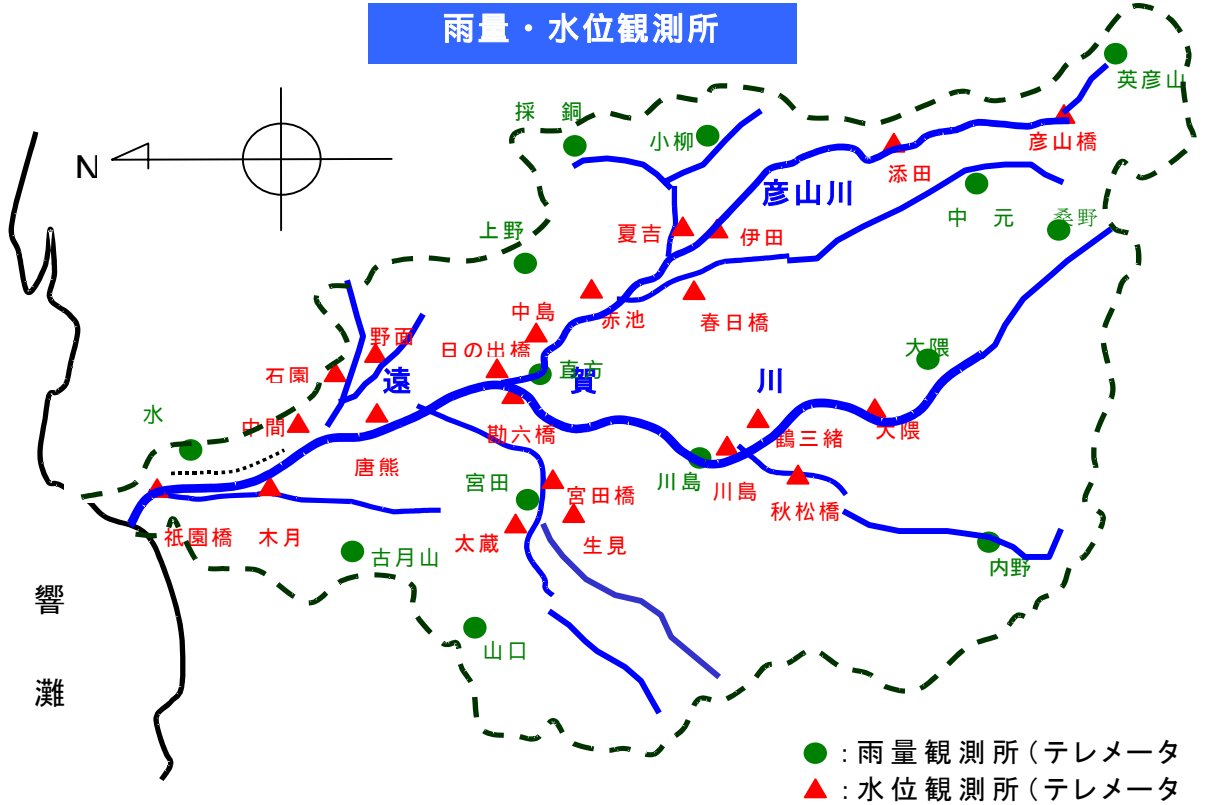 雨量・水位観測所
英彦山
採 銅
小柳
彦山橋
N
添田
彦山川
中 元
桑野
上野
夏吉
伊田
中島
赤池
春日橋
野面
日の出橋
大隈
石園
直方
遠 賀 川
水
中間
勘六橋
鶴三緒
大隈
唐熊
宮田
宮田橋
川島
川島
秋松橋
祇園橋
木月
太蔵
生見
古月山
内野
響
灘
山口
：雨量観測所（テレメータ
：水位観測所（テレメータ